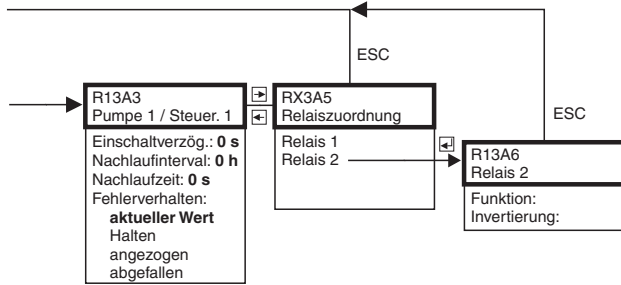 ESC
ESC
R13A3
Pumpe 1 / Steuer. 1
Einschaltverzög.: 0 s
Nachlaufinterval: 0 h
Nachlaufzeit: 0 s
Fehlerverhalten:
aktueller Wert
Halten
angezogen
abgefallen
RX3A5
Relaiszuordnung
Relais 1
Relais 2
R13A6
Relais 2
Funktion:
Invertierung: